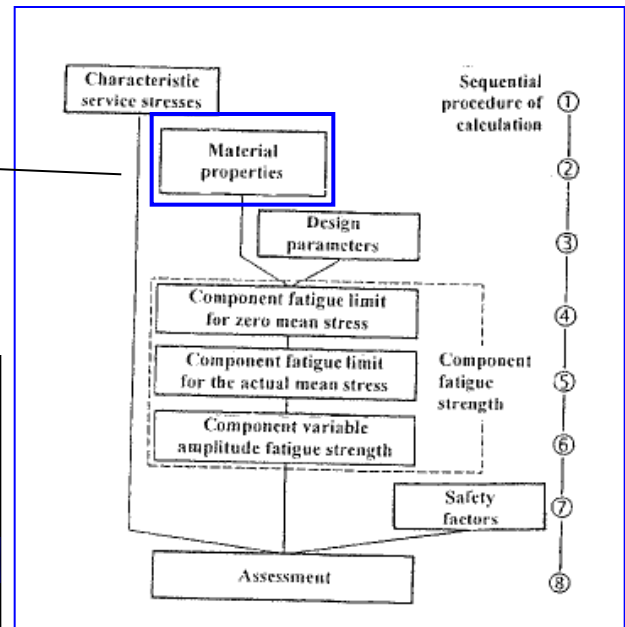 Characteristic
service stresses
Sequential
procedure of
calculation
①
Material
properties
②
Design
parameters
③
Component fatigue limit
for zero mean stress
④
Component fatigue limit
for the actual mean stress
⑤
Component
fatigue
strength
Component variable
amplitude fatigue strength
⑥
Safety
factors
⑦
Assessment
⑧